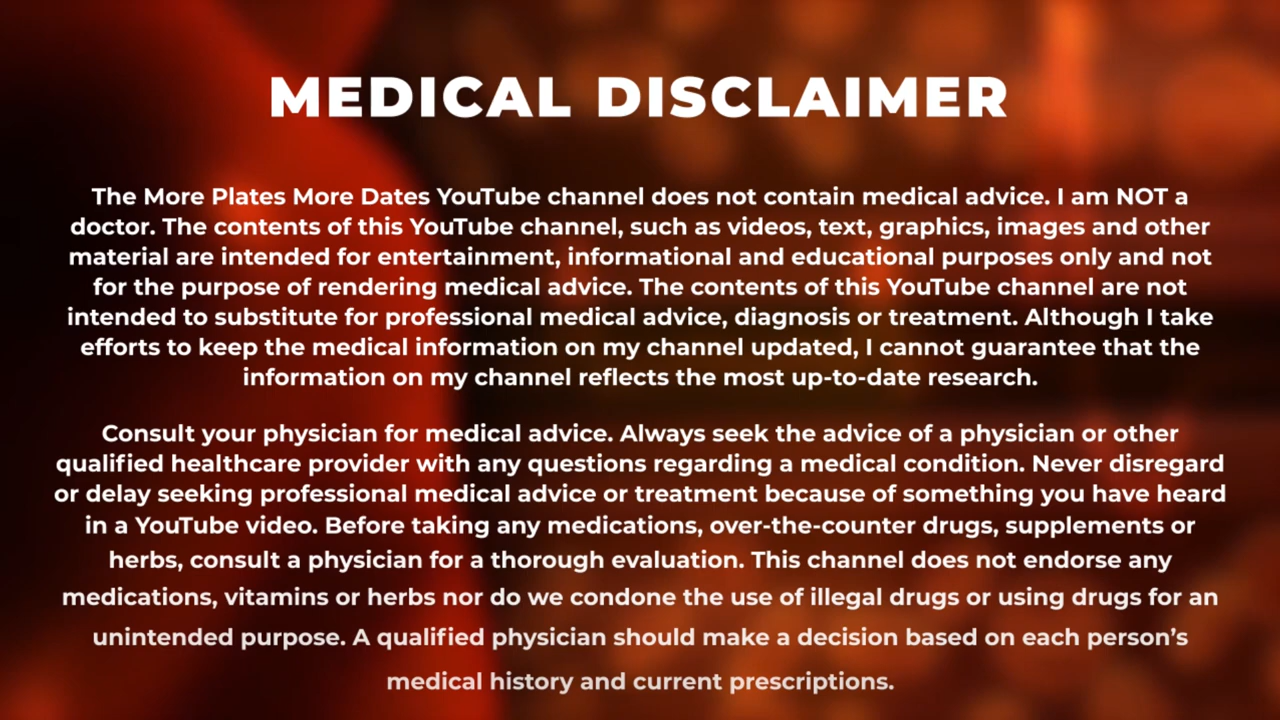 MEDICAL DISCLAIMER
The More Plates More Dates YouTube channel does not contain medical advice. I am NOT a
doctor. The contents of this YouTube channel, such as videos, text, graphics, images and other
material are intended for entertainment, informational and educational purposes only and not
for the purpose of rendering medical advice. The contents of this YouTube channel are not
intended to substitute for professional medical advice, diagnosis or treatment. Although I take
efforts to keep the medical information on my channel updated, I cannot guarantee that the
information on my channel reflects the most up-to-date research.
Consult your physician for medical advice. Always seek the advice of a physician or other
qualified healthcare provider with any questions regarding a medical condition. Never disregard
or delay seeking professional medical advice or treatment because of something you have heard
in a YouTube video. Before taking any medications, over-the-counter drugs, supplements or
herbs, consult a physician for a thorough evaluation. This channel does not endorse any
medications, vitamins or herbs nor do we condone the use of illegal drugs or using drugs for an
unintended purpose. A qualified physician should make a decision based on each person’s
medical history and current prescriptions.